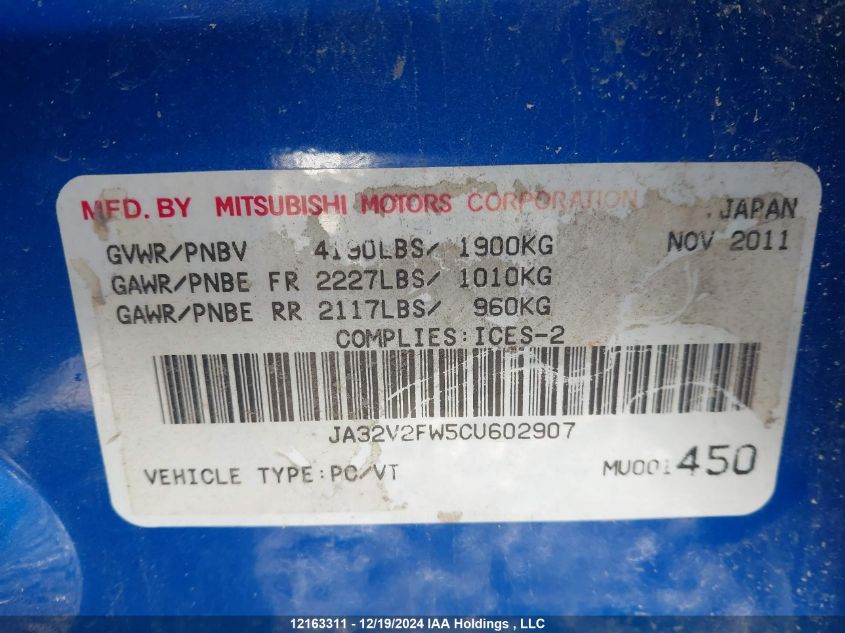 MFD. BY MITSUBISHI MOTORS CORPORATION JAPAN
GVWR/PNBV 4190LBS/ 1900KG NOV 2011
GAWR/PNBE FR 2227LBS/ 1010KG
GAWR/PNBE RR 2117LBS/ 960KG
COMPLIES:ICES-2
JA32V2FW5CU602907
VEHICLE TYPE:PC/VT MU001450
12163311 - 12/19/2024 IAA Holdings , LLC